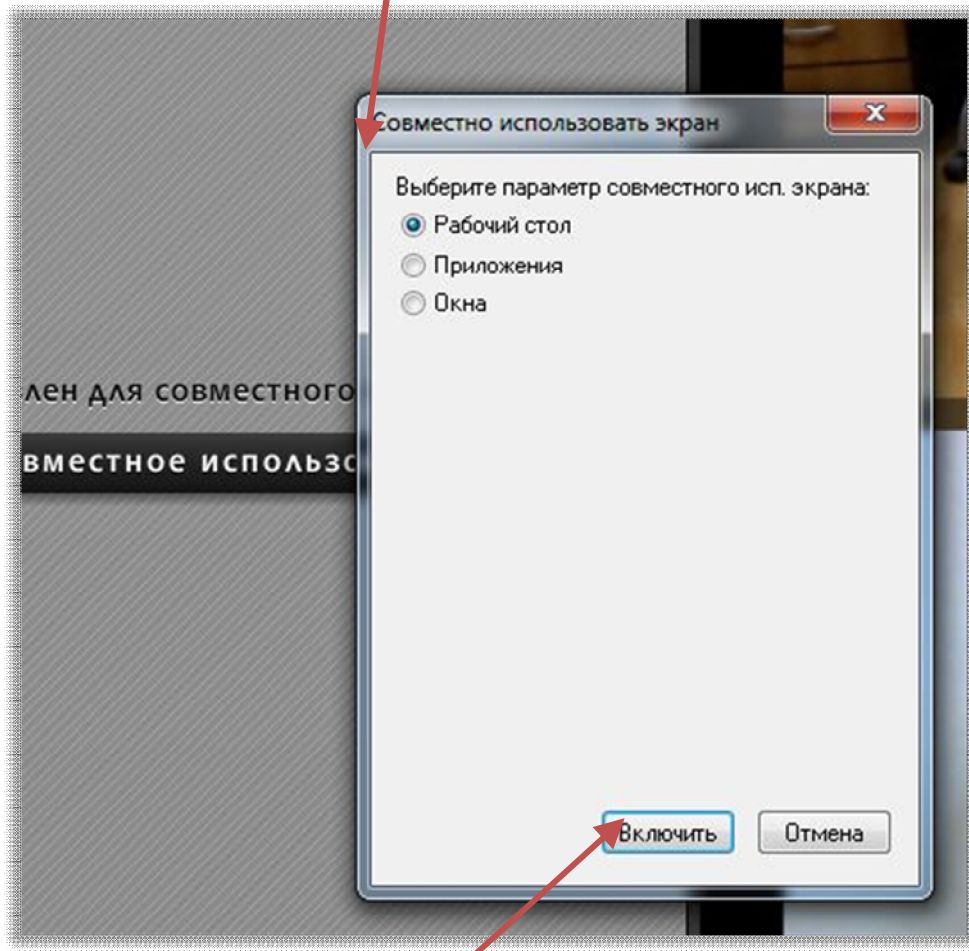 Совместно использовать экран
Выберите параметр совместного исп. экрана:
Рабочий стол
Приложения
Окна
лен для совместного
вместное использо
Включить
Отмена